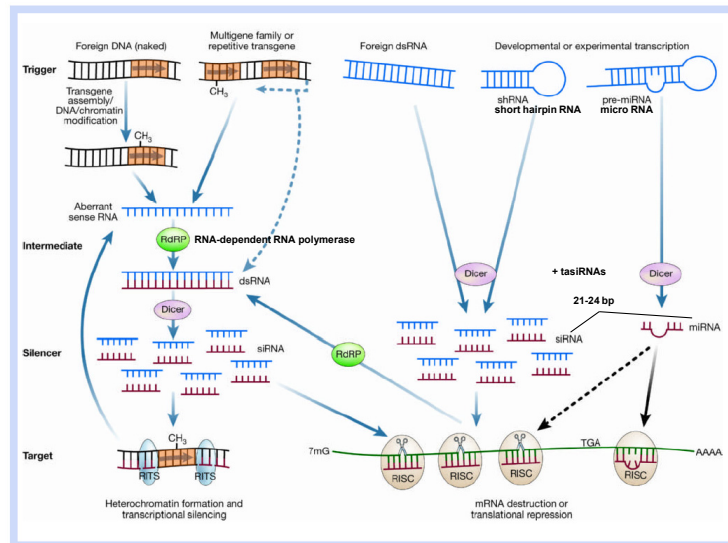 Foreign DNA (naked)
Multigene family or
repetitive transgene
Foreign dsRNA
Developmental or experimental transcription
Trigger
CH3
Transgene
assembly/
DNA/chromatin
modification
shRNA
short hairpin RNA
pre-miRNA
micro RNA
CH3
Aberrant
sense RNA
RdRP
RNA-dependent RNA polymerase
Intermediate
dsRNA
Dicer
Dicer
+ tasiRNAs
Dicer
21-24 bp
siRNA
siRNA
miRNA
Silencer
RdRP
CH3
Target
RITS
RITS
7mG
RISC
RISC
RISC
TGA
RISC
AAAA
Heterochromatin formation and
transcriptional silencing
mRNA destruction or
translational repression